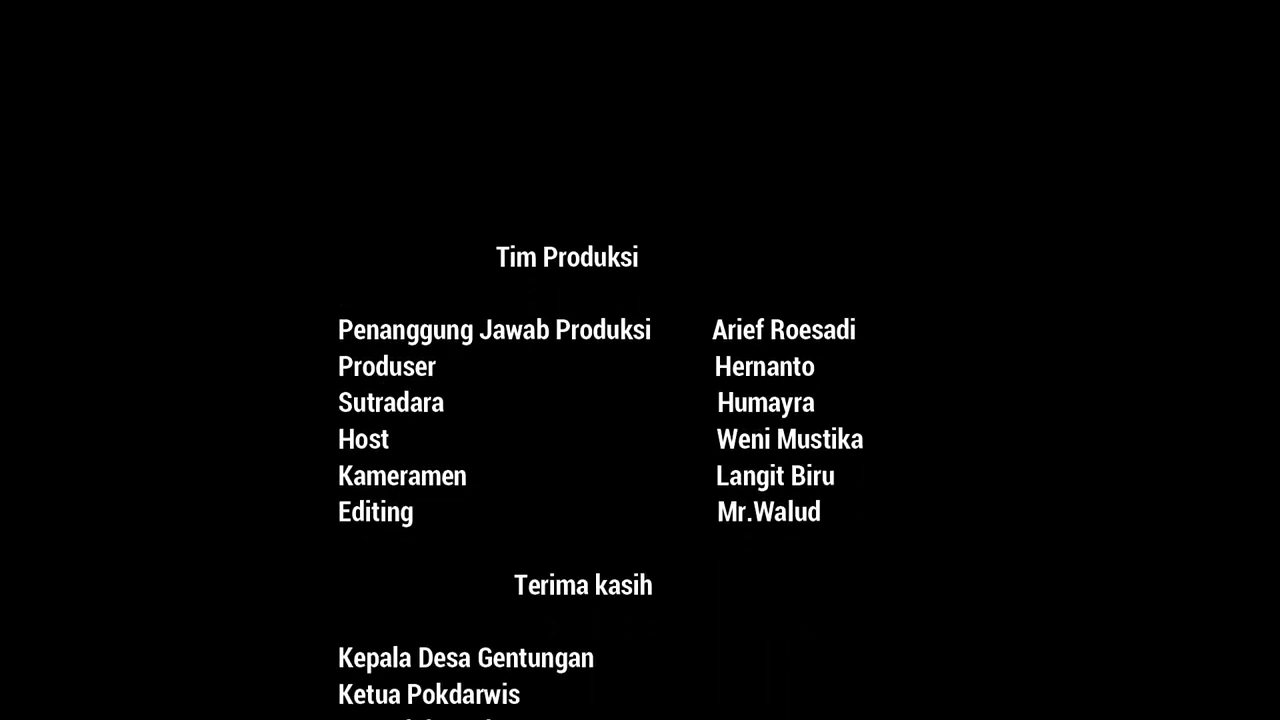 Tim Produksi
Penanggung Jawab Produksi Arief Roesadi
Produser Hernanto
Sutradara Humayra
Host Weni Mustika
Kameramen Langit Biru
Editing Mr.Walud
Terima kasih
Kepala Desa Gentungan
Ketua Pokdarwis